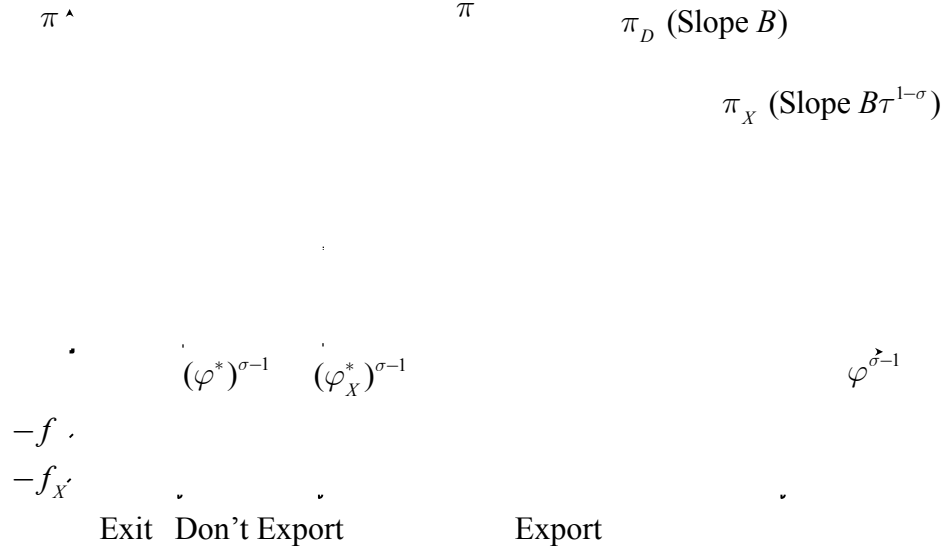 π π π_D (Slope B)
π_X (Slope Bτ^{1−σ})
(φ*)^{σ−1} (φ*_X)^{σ−1} φ^{σ−1}
−f
−f_X
Exit Don't Export Export